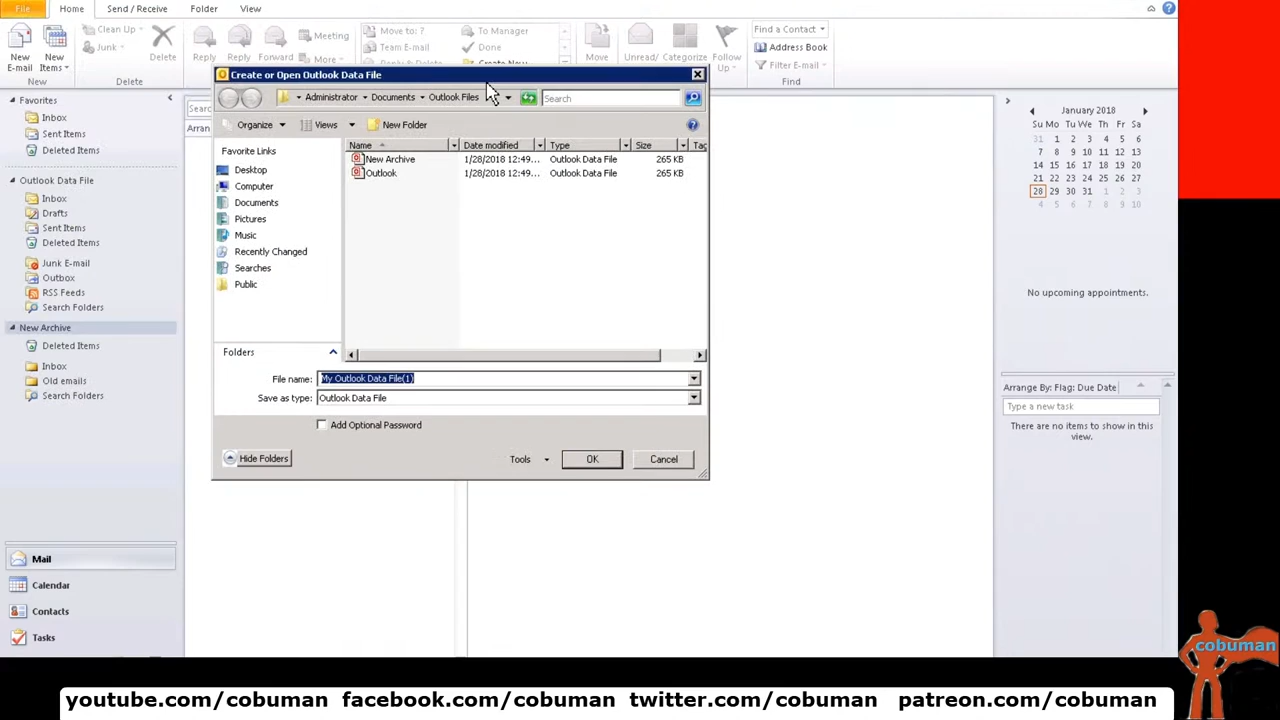 File Home Send / Receive Folder View
New E-mail New Items Clean Up Junk Delete Reply Reply Forward Meeting More Move to: ? Team E-mail To Manager Done Create New Move Unread/ Categorize Follow Up Find a Contact Address Book Filter E-mail
New Delete Find
Favorites
Inbox
Sent Items
Deleted Items
Outlook Data File
Inbox
Drafts
Sent Items
Deleted Items
Junk E-mail
Outbox
RSS Feeds
Search Folders
New Archive
Deleted Items
Inbox
Old emails
Search Folders
Mail
Calendar
Contacts
Tasks
Create or Open Outlook Data File
Administrator Documents Outlook Files Search
Organize Views New Folder
Favorite Links
Desktop
Computer
Documents
Pictures
Music
Recently Changed
Searches
Public
Folders
Name Date modified Type Size
New Archive 1/28/2018 12:49... Outlook Data File 265 KB
Outlook 1/28/2018 12:49... Outlook Data File 265 KB
File name: My Outlook Data File(1)
Save as type: Outlook Data File
Add Optional Password
Hide Folders Tools OK Cancel
January 2018
Su Mo Tu We Th Fr Sa
31 1 2 3 4 5 6
7 8 9 10 11 12 13
14 15 16 17 18 19 20
21 22 23 24 25 26 27
28 29 30 31 1 2 3
4 5 6 7 8 9 10
No upcoming appointments.
Arrange By: Flag: Due Date
Type a new task
There are no items to show in this
view.
cobuman
youtube.com/cobuman facebook.com/cobuman twitter.com/cobuman patreon.com/cobuman